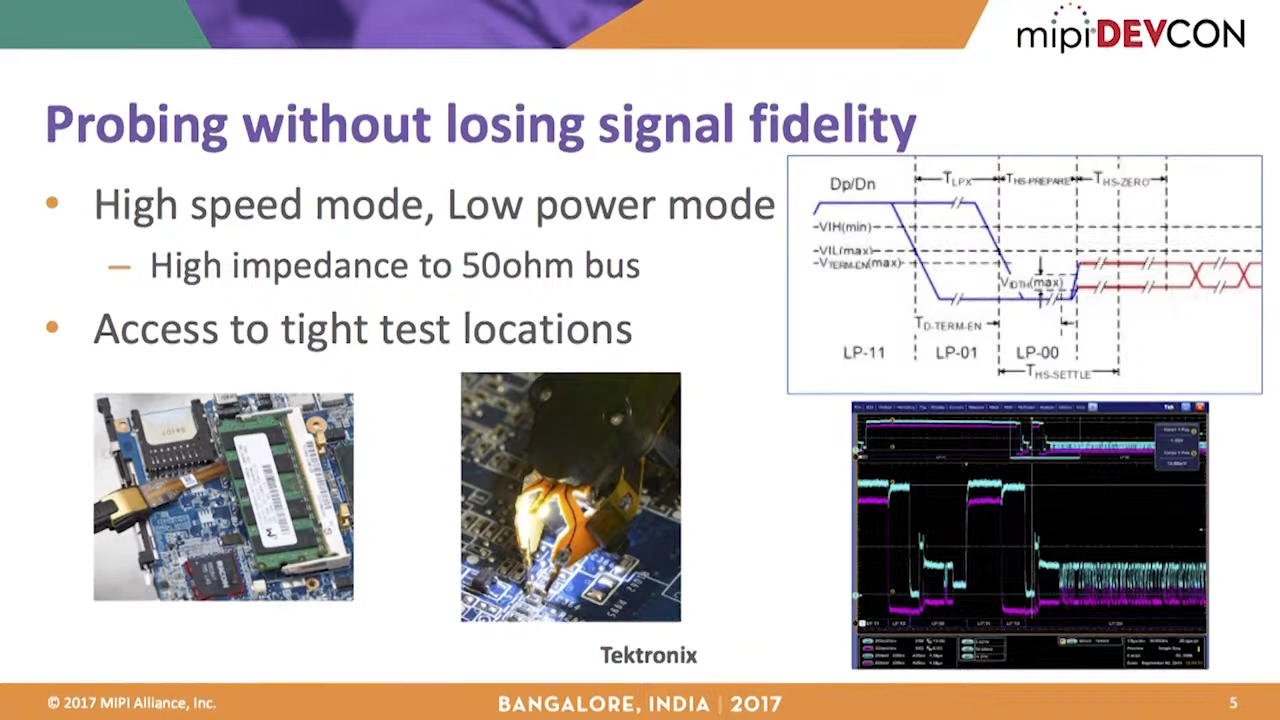 mipi DEVCON
Probing without losing signal fidelity
• High speed mode, Low power mode
– High impedance to 50ohm bus
• Access to tight test locations
Dp/Dn
TLPX
THS-PREPARE
THS-ZERO
VIH(min)
VIL(max)
VTERM-EN(max)
VIDTH(max)
TD-TERM-EN
LP-11 LP-01 LP-00
THS-SETTLE
Tek
Tektronix
© 2017 MIPI Alliance, Inc.
BANGALORE, INDIA | 2017
5